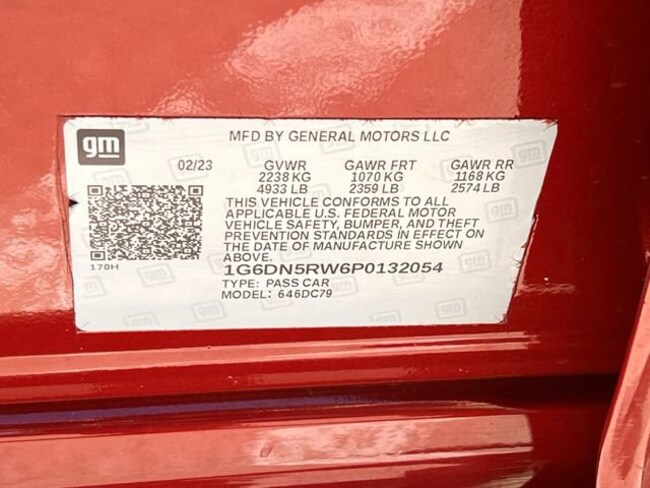 gm
MFD BY GENERAL MOTORS LLC
02/23 GVWR GAWR FRT GAWR RR
2238 KG 1070 KG 1168 KG
4933 LB 2359 LB 2574 LB
THIS VEHICLE CONFORMS TO ALL
APPLICABLE U.S. FEDERAL MOTOR
VEHICLE SAFETY, BUMPER, AND THEFT
PREVENTION STANDARDS IN EFFECT ON
THE DATE OF MANUFACTURE SHOWN
ABOVE.
170H
1G6DN5RW6P0132054
TYPE: PASS CAR
MODEL: 646DC79